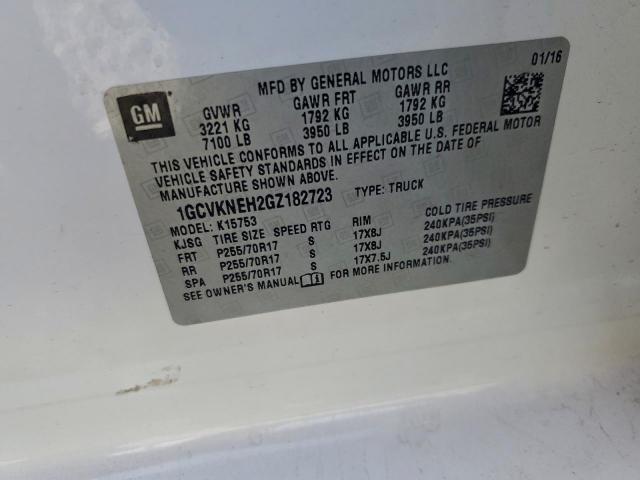 MFD BY GENERAL MOTORS LLC 01/16
GM
GVWR GAWR FRT GAWR RR
3221 KG 1792 KG 1792 KG
7100 LB 3950 LB 3950 LB
THIS VEHICLE CONFORMS TO ALL APPLICABLE U.S. FEDERAL MOTOR
VEHICLE SAFETY STANDARDS IN EFFECT ON THE DATE OF
MANUFACTURE SHOWN ABOVE.
1GCVKNEH2GZ182723 TYPE: TRUCK
MODEL: K15753
KJSG TIRE SIZE SPEED RTG RIM COLD TIRE PRESSURE
FRT P255/70R17 S 17X8J 240KPA(35PSI)
RR P255/70R17 S 17X8J 240KPA(35PSI)
SPA P255/70R17 S 17X7.5J 240KPA(35PSI)
SEE OWNER'S MANUAL FOR MORE INFORMATION.